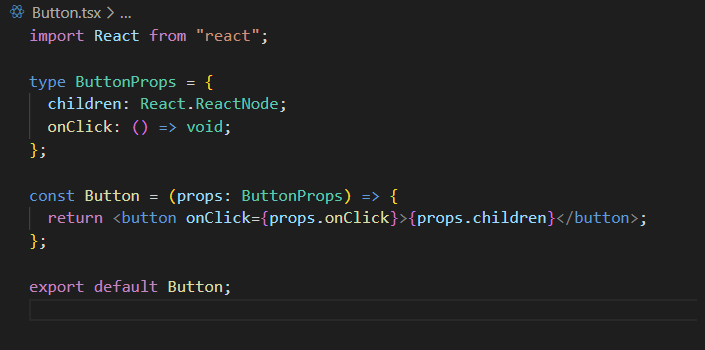 Button.tsx > ...
import React from "react";
type ButtonProps = {
children: React.ReactNode;
onClick: () => void;
};
const Button = (props: ButtonProps) => {
return <button onClick={props.onClick}>{props.children}</button>;
};
export default Button;